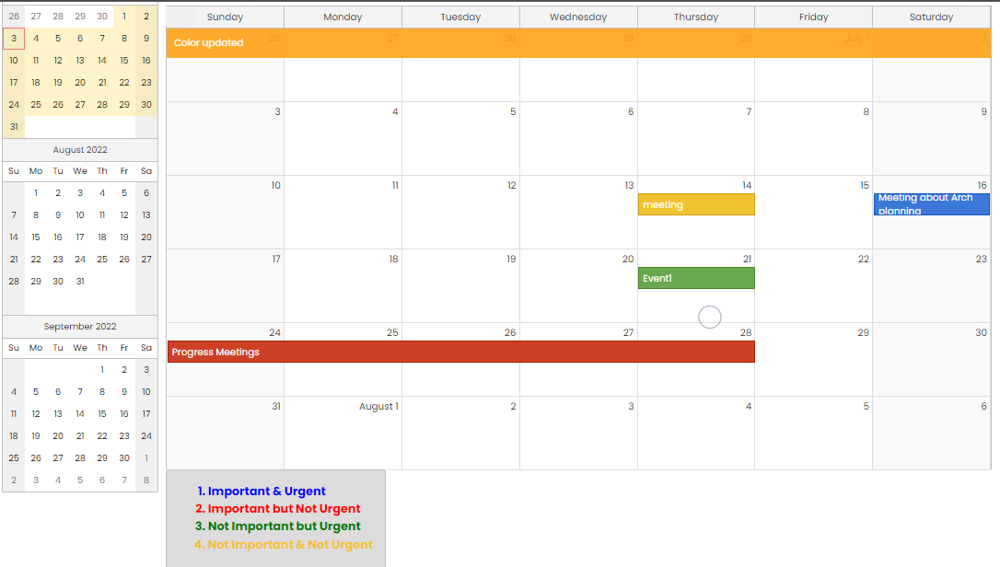 26 27 28 29 30 1 2
3 4 5 6 7 8 9
10 11 12 13 14 15 16
17 18 19 20 21 22 23
24 25 26 27 28 29 30
31
August 2022
Su Mo Tu We Th Fr Sa
1 2 3 4 5 6
7 8 9 10 11 12 13
14 15 16 17 18 19 20
21 22 23 24 25 26 27
28 29 30 31
September 2022
Su Mo Tu We Th Fr Sa
1 2 3
4 5 6 7 8 9 10
11 12 13 14 15 16 17
18 19 20 21 22 23 24
25 26 27 28 29 30 1
2 3 4 5 6 7 8
Sunday Monday Tuesday Wednesday Thursday Friday Saturday
26 27 28 29 30 July 1 2
Color updated
3 4 5 6 7 8 9
10 11 12 13 14 15 16
meeting
Meeting about Arch
planning
17 18 19 20 21 22 23
Event1
24 25 26 27 28 29 30
Progress Meetings
31 August 1 2 3 4 5 6
1. Important & Urgent
2. Important but Not Urgent
3. Not Important but Urgent
4. Not Important & Not Urgent